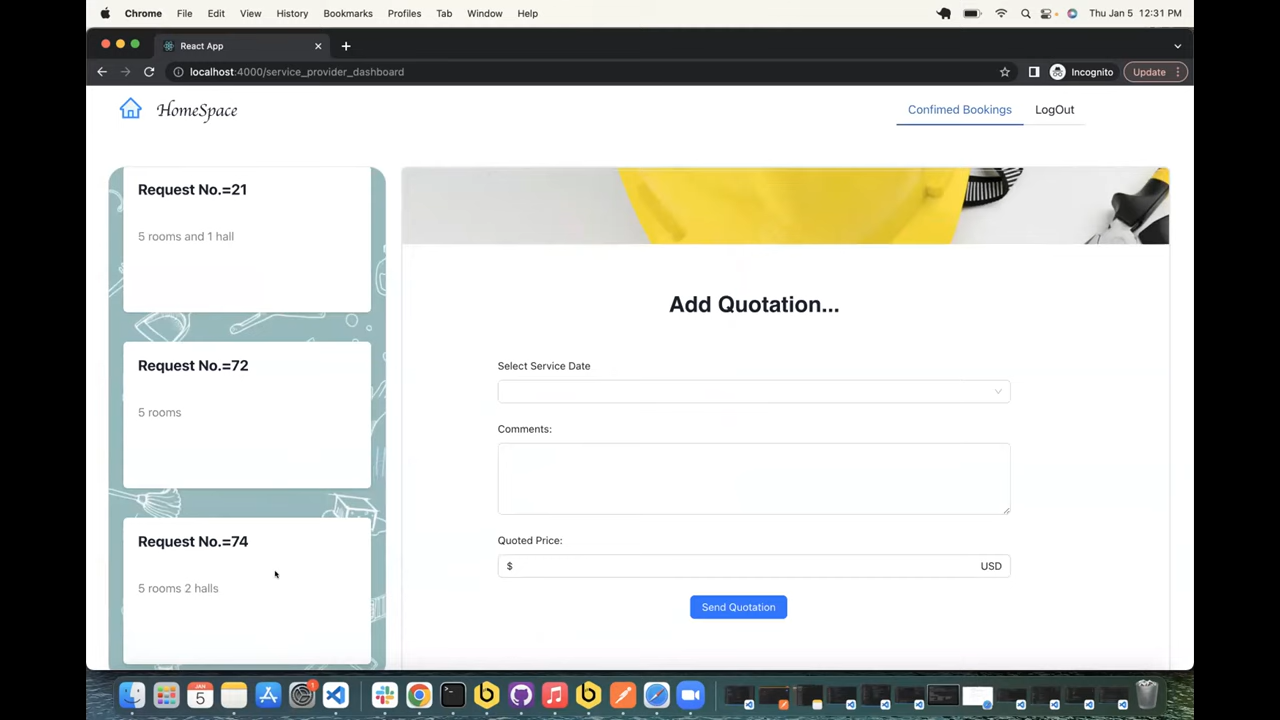 Chrome File Edit View History Bookmarks Profiles Tab Window Help Thu Jan 5 12:31 PM
React App
localhost:4000/service_provider_dashboard Incognito Update
HomeSpace Confimed Bookings LogOut
Request No.=21
5 rooms and 1 hall
Request No.=72
5 rooms
Request No.=74
5 rooms 2 halls
Add Quotation...
Select Service Date
Comments:
Quoted Price:
$ USD
Send Quotation
JAN
5
1